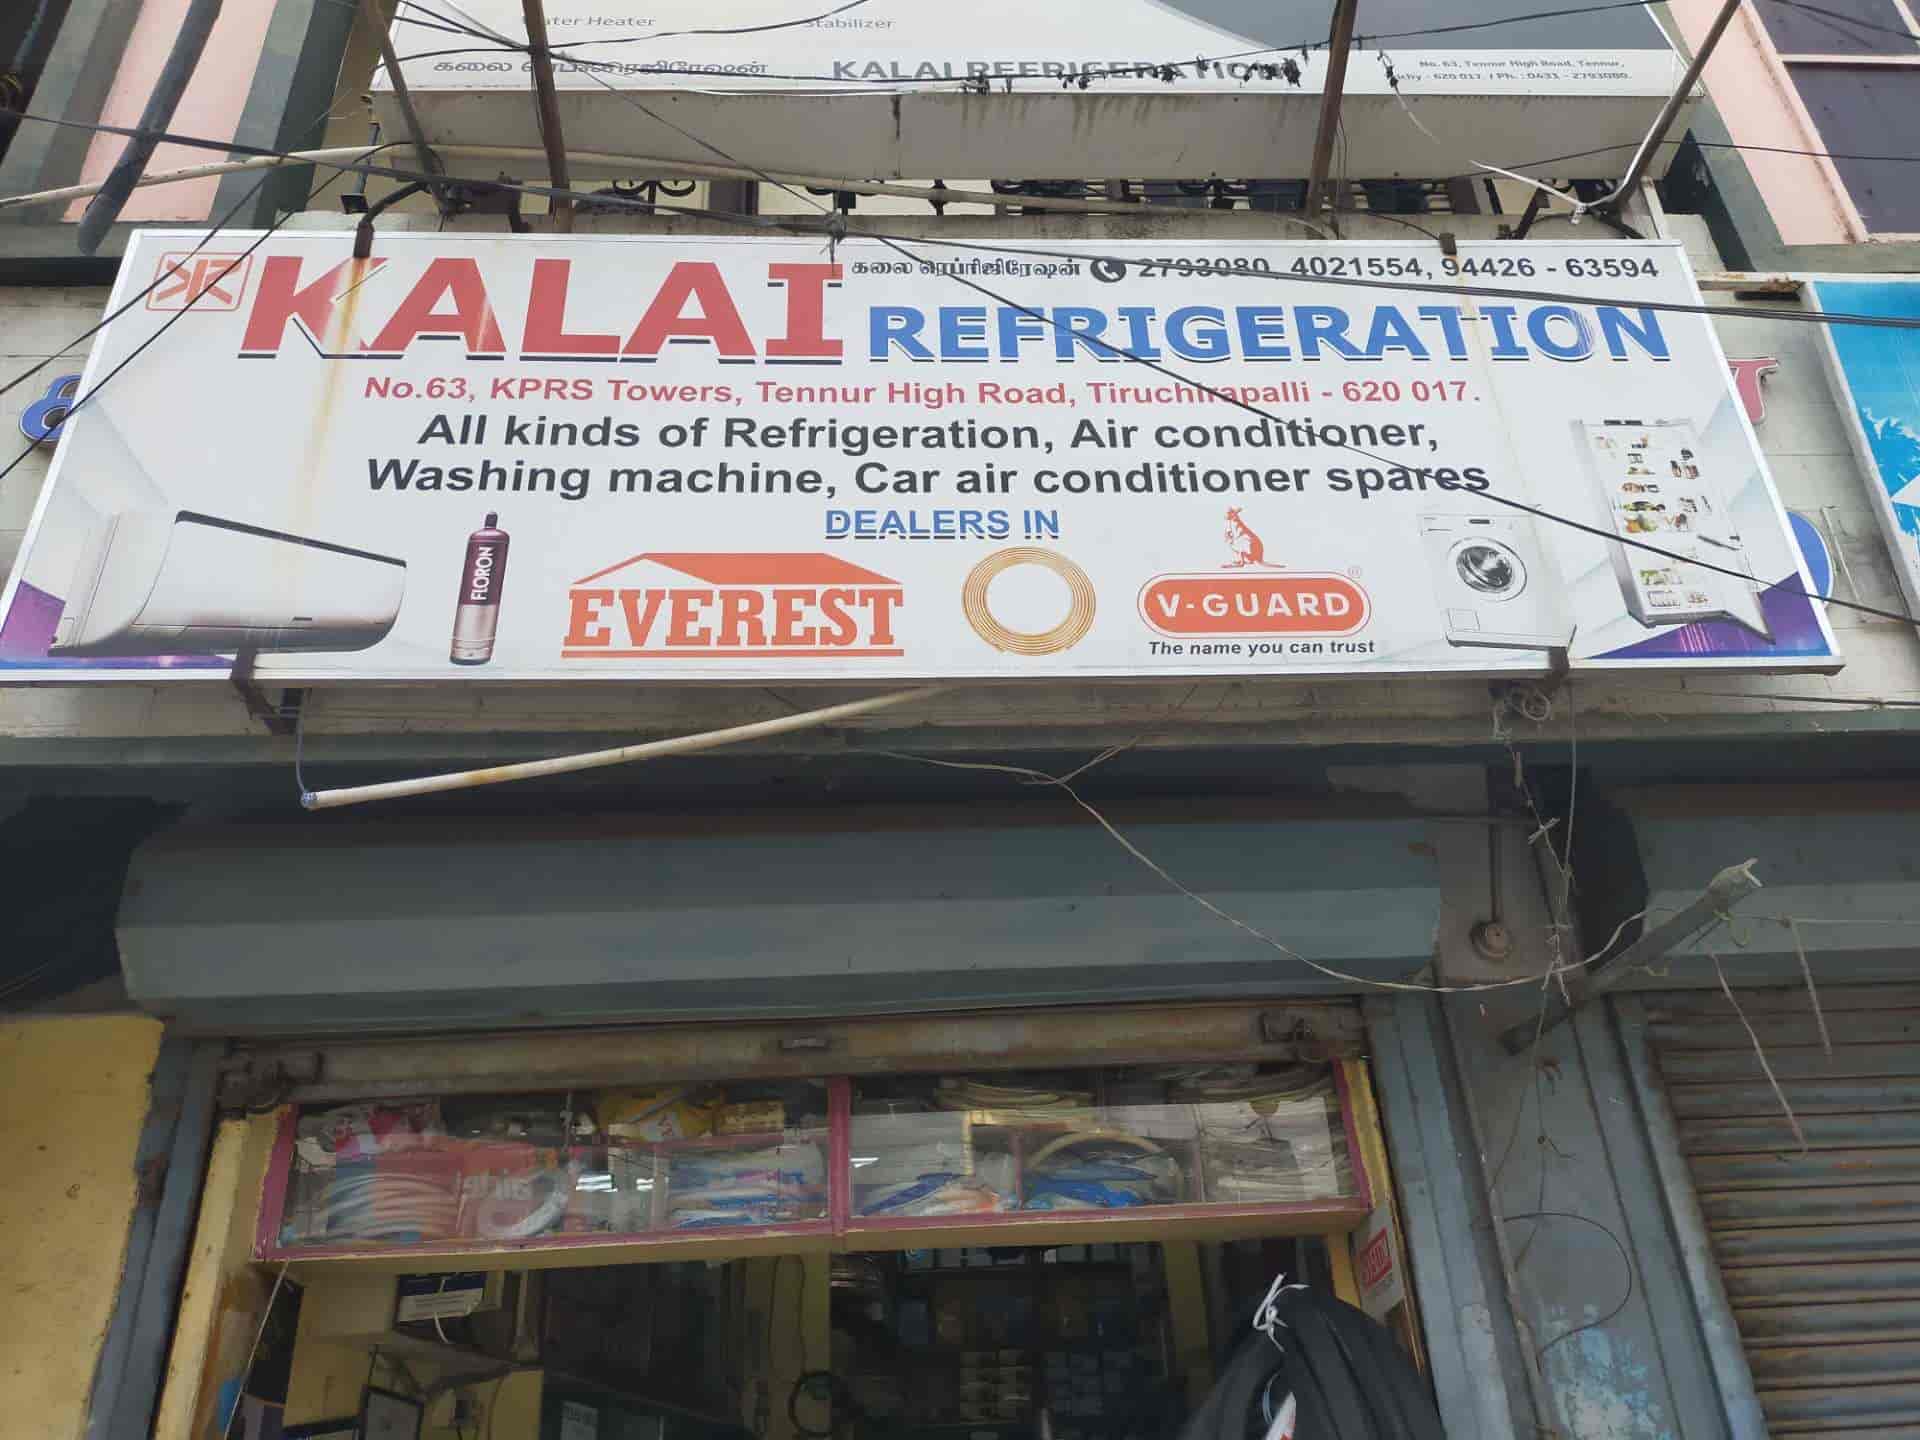 Water Heater
Stabilizer
கலை ரெப்ரிஜிரேஷன்
KALAI REFRIGERATION
No. 63, Tennur High Road, Tennur,
- 620 017. / Ph. : 0431 - 2793080.
KR
கலை ரெப்ரிஜிரேஷன் 2793080, 4021554, 94426 - 63594
KALAI REFRIGERATION
No.63, KPRS Towers, Tennur High Road, Tiruchirapalli - 620 017.
All kinds of Refrigeration, Air conditioner,
Washing machine, Car air conditioner spares
DEALERS IN
FLORON
EVEREST
V-GUARD®
The name you can trust
airtel